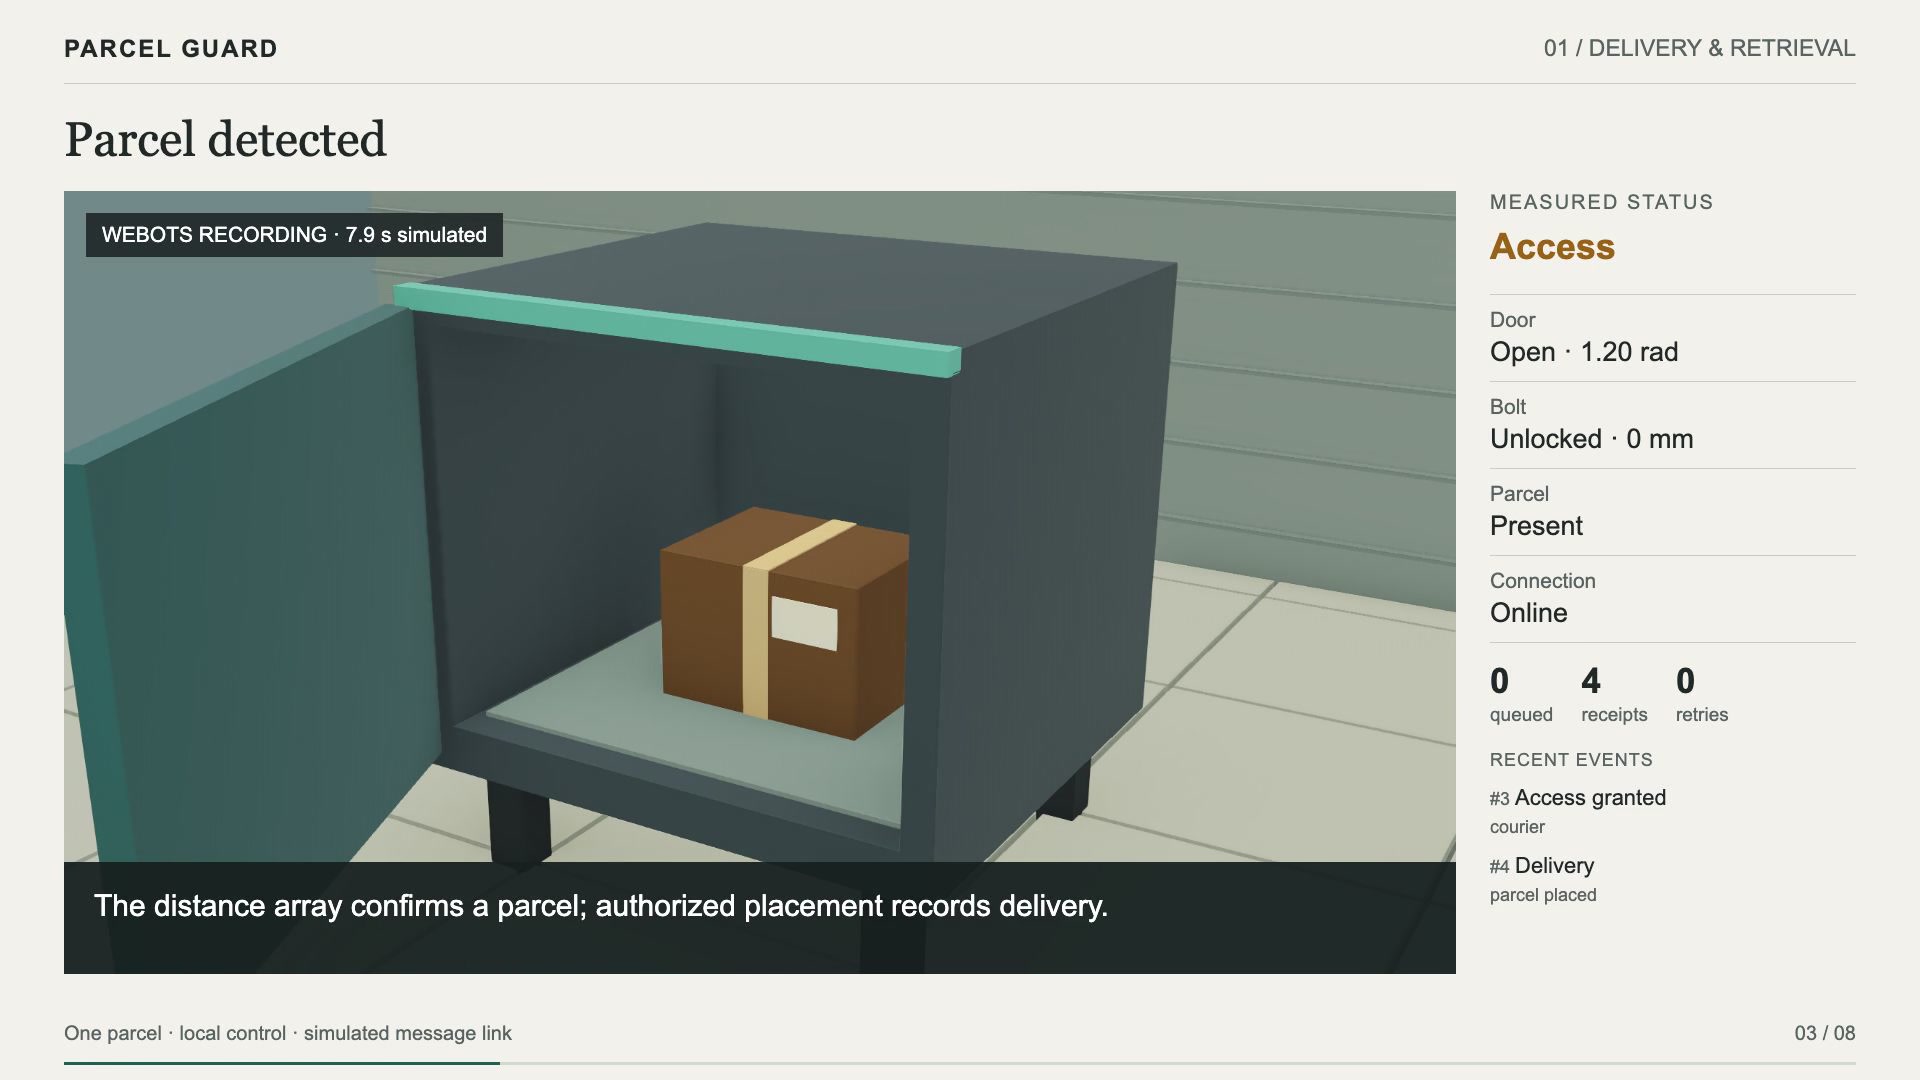 PARCEL GUARD
01 / DELIVERY & RETRIEVAL
Parcel detected
WEBOTS RECORDING · 7.9 s simulated
The distance array confirms a parcel; authorized placement records delivery.
MEASURED STATUS
Access
Door
Open · 1.20 rad
Bolt
Unlocked · 0 mm
Parcel
Present
Connection
Online
0 4 0
queued receipts retries
RECENT EVENTS
#3 Access granted
courier
#4 Delivery
parcel placed
One parcel · local control · simulated message link
03 / 08